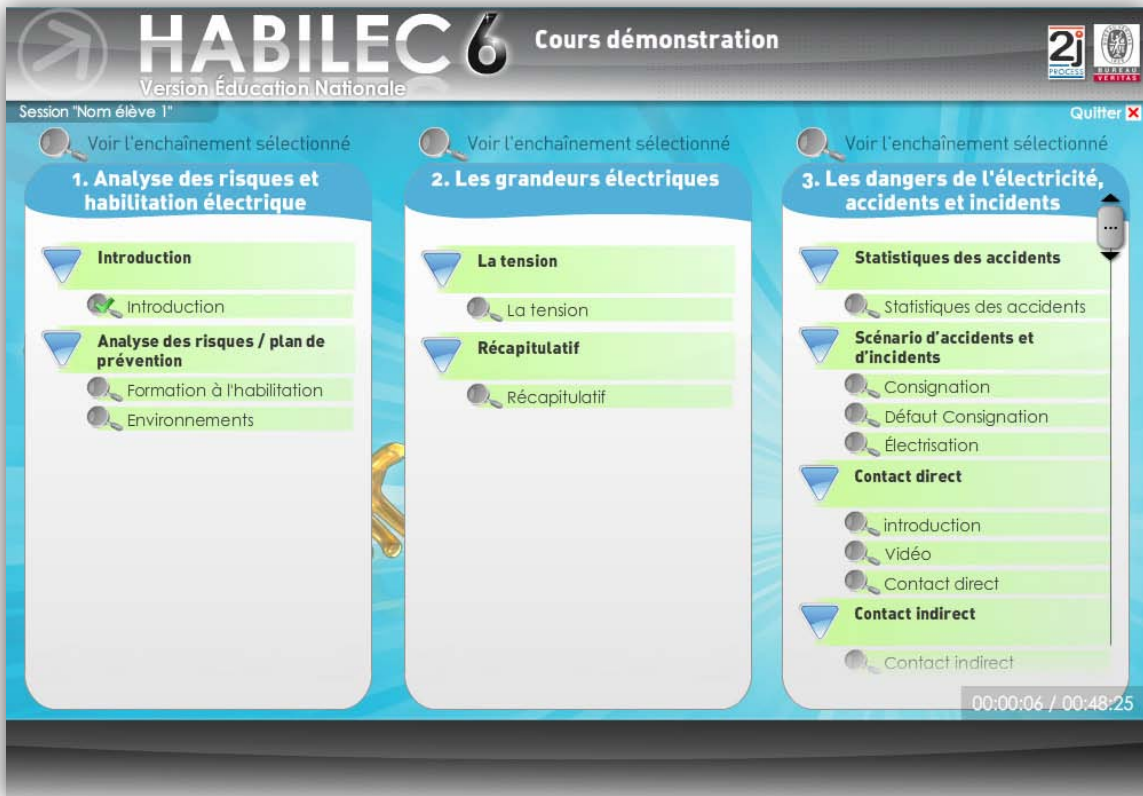 HABILEC 6
Cours démonstration
Version Éducation Nationale
2j
PROCESS
BUREAU
VERITAS
Session "Nom élève 1"
Quitter
Voir l'enchaînement sélectionné
1. Analyse des risques et
habilitation électrique
Introduction
Introduction
Analyse des risques / plan de
prévention
Formation à l'habilitation
Environnements
Voir l'enchaînement sélectionné
2. Les grandeurs électriques
La tension
La tension
Récapitulatif
Récapitulatif
Voir l'enchaînement sélectionné
3. Les dangers de l'électricité,
accidents et incidents
Statistiques des accidents
Statistiques des accidents
Scénario d'accidents et
d'incidents
Consignation
Défaut Consignation
Électrisation
Contact direct
introduction
Vidéo
Contact direct
Contact indirect
Contact indirect
00:00:06 / 00:48:25